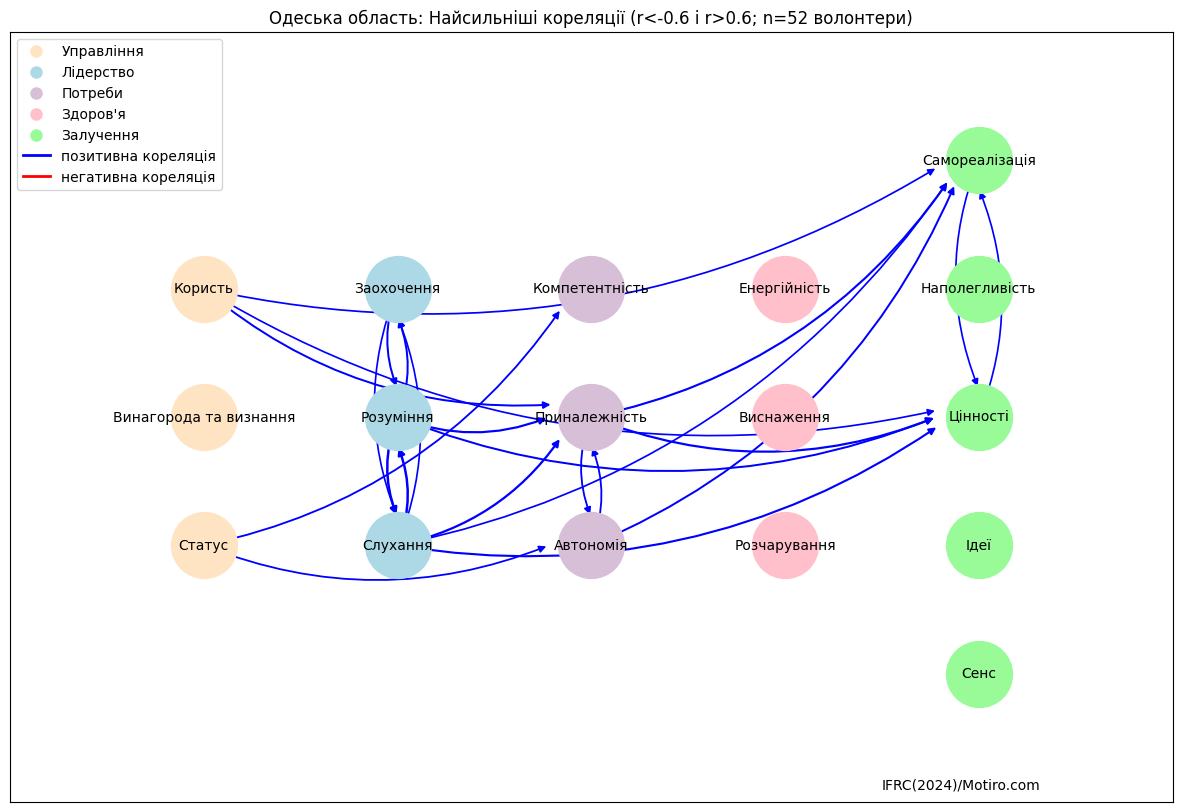 Одеська область: Найсильніші кореляції (r<-0.6 і r>0.6; n=52 волонтери)
Управління
Лідерство
Потреби
Здоров'я
Залучення
позитивна кореляція
негативна кореляція
Самореалізація
Користь
Заохочення
Компетентність
Енергійність
Наполегливість
Винагорода та визнання
Розуміння
Приналежність
Виснаження
Цінності
Статус
Слухання
Автономія
Розчарування
Ідеї
Сенс
IFRC(2024)/Motiro.com